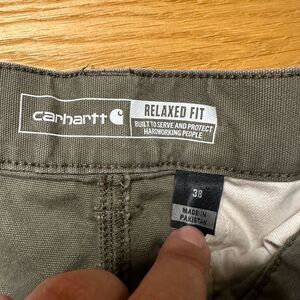 carhartt
RELAXED FIT
BUILT TO SERVE AND PROTECT
HARDWORKING PEOPLE.
38
MADE IN
PAKISTAN